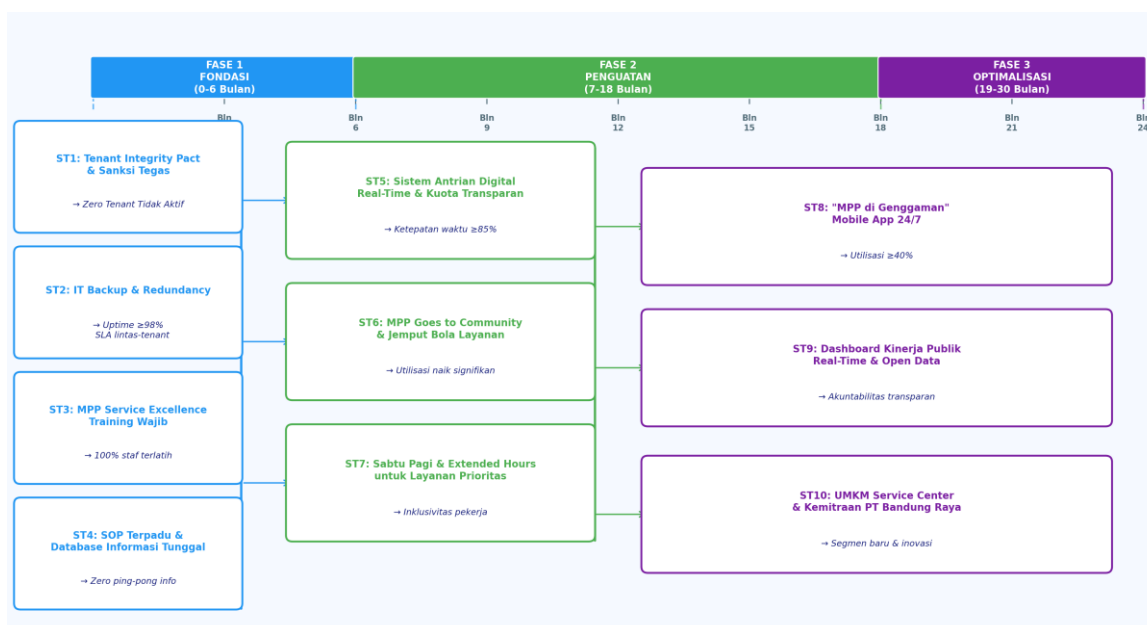 FASE 1
FONDASI
(0-6 Bulan)
FASE 2
PENGUATAN
(7-18 Bulan)
FASE 3
OPTIMALISASI
(19-30 Bulan)
Bln
Bln
6
Bln
9
Bln
12
Bln
15
Bln
18
Bln
21
24
ST1: Tenant Integrity Pact
& Sanksi Tegas
→ Zero Tenant Tidak Aktif
ST2: IT Backup & Redundancy
→ Uptime ≥98%
SLA lintas-tenant
ST3: MPP Service Excellence
Training Wajib
→ 100% staf terlatih
ST4: SOP Terpadu &
Database Informasi Tunggal
→ Zero ping-pong info
ST5: Sistem Antrian Digital
Real-Time & Kuota Transparan
→ Ketepatan waktu ≥85%
ST6: MPP Goes to Community
& Jemput Bola Layanan
→ Utilisasi naik signifikan
ST7: Sabtu Pagi & Extended Hours
untuk Layanan Prioritas
→ Inklusivitas pekerja
ST8: "MPP di Genggaman"
Mobile App 24/7
→ Utilisasi ≥40%
ST9: Dashboard Kinerja Publik
Real-Time & Open Data
→ Akuntabilitas transparan
ST10: UMKM Service Center
& Kemitraan PT Bandung Raya
→ Segmen baru & inovasi